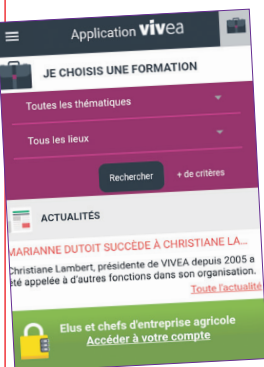 Application vivea
JE CHOISIS UNE FORMATION
Toutes les thématiques
Tous les lieux
Rechercher + de critères
ACTUALITÉS
MARIANNE DUTOIT SUCCÈDE À CHRISTIANE LA...
Christiane Lambert, présidente de VIVEA depuis 2005 a
été appelée à d'autres fonctions dans son organisation.
Toute l'actualité
Elus et chefs d'entreprise agricole
Accéder à votre compte